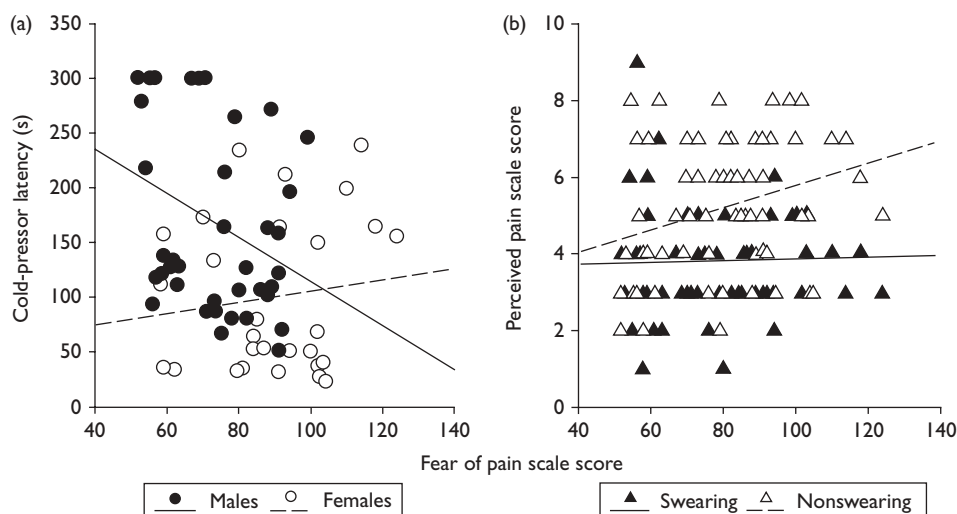 (a)
350
300
250
200
150
100
50
0
Cold-pressor latency (s)
40 60 80 100 120 140
Males Females
(b)
10
8
6
4
2
0
Perceived pain scale score
40 60 80 100 120 140
Swearing Nonswearing
Fear of pain scale score